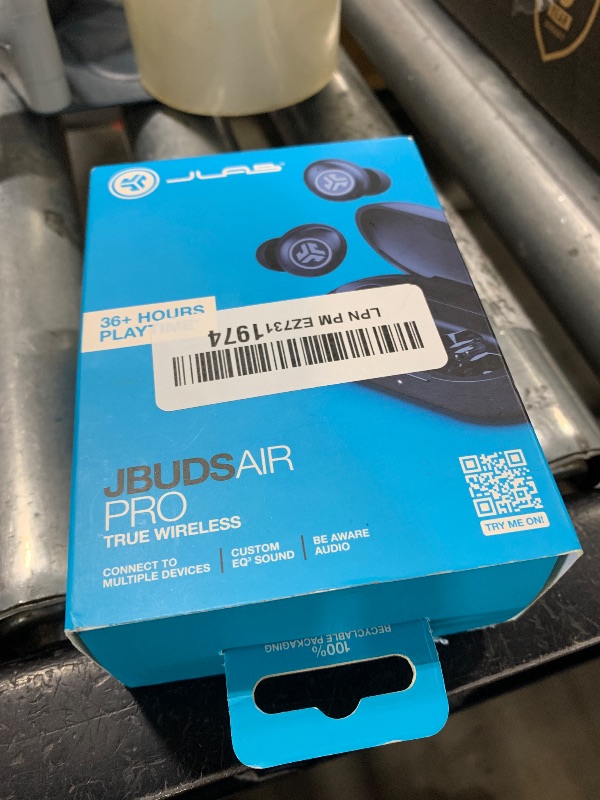 JLAB
36+ HOURS
PLAYTIME
LPN PM EZ7311974
JBUDSAIR
PRO
TRUE WIRELESS
CONNECT TO
MULTIPLE DEVICES
CUSTOM
EQ³ SOUND
BE AWARE
AUDIO
TRY ME ON!
100%
RECYCLABLE PACKAGING